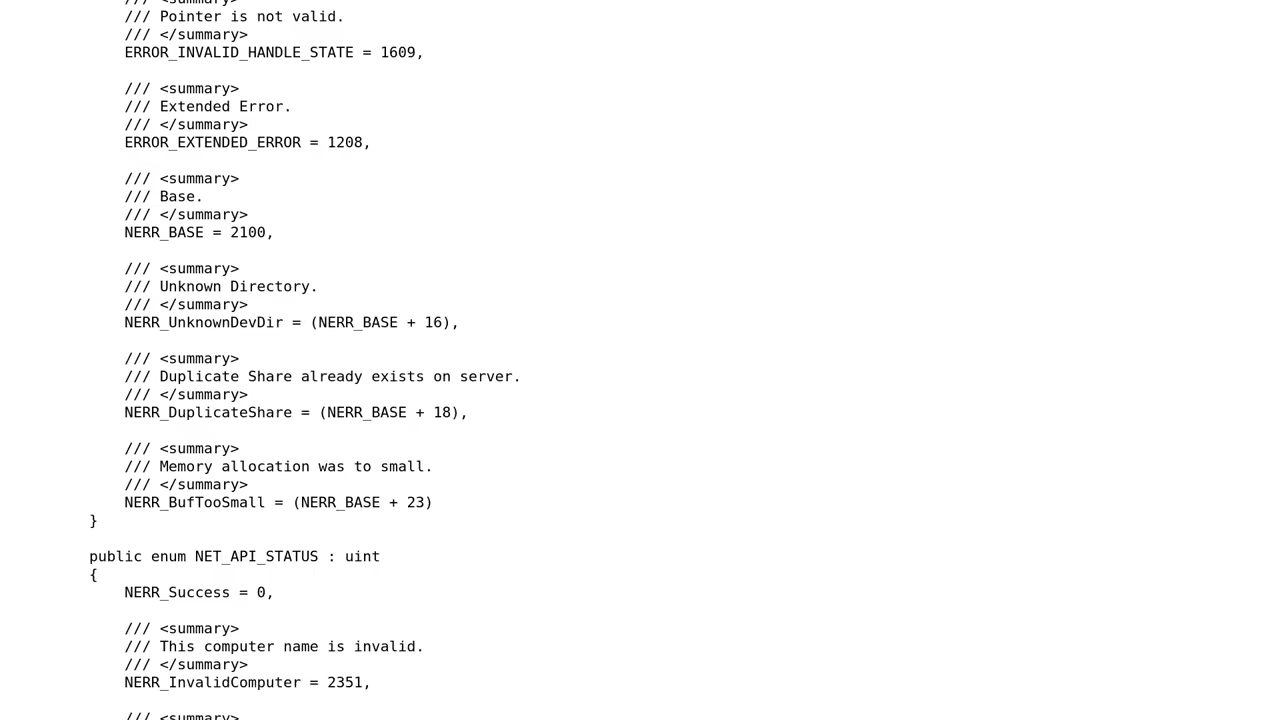 /// <summary>
/// Pointer is not valid.
/// </summary>
ERROR_INVALID_HANDLE_STATE = 1609,
/// <summary>
/// Extended Error.
/// </summary>
ERROR_EXTENDED_ERROR = 1208,
/// <summary>
/// Base.
/// </summary>
NERR_BASE = 2100,
/// <summary>
/// Unknown Directory.
/// </summary>
NERR_UnknownDevDir = (NERR_BASE + 16),
/// <summary>
/// Duplicate Share already exists on server.
/// </summary>
NERR_DuplicateShare = (NERR_BASE + 18),
/// <summary>
/// Memory allocation was to small.
/// </summary>
NERR_BufTooSmall = (NERR_BASE + 23)
}
public enum NET_API_STATUS : uint
{
NERR_Success = 0,
/// <summary>
/// This computer name is invalid.
/// </summary>
NERR_InvalidComputer = 2351,
/// <summary>